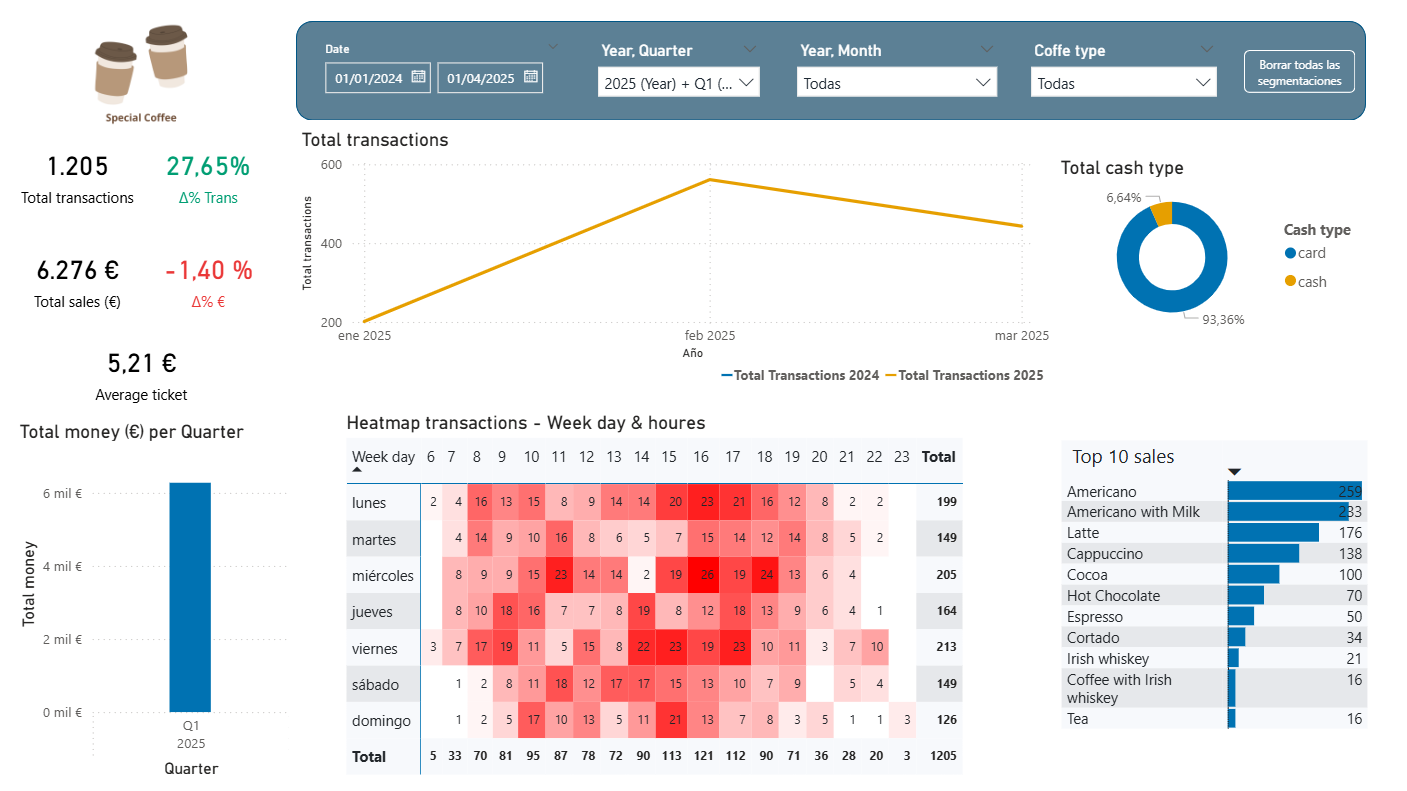 Special Coffee
Date
01/01/2024
01/04/2025
Year, Quarter
2025 (Year) + Q1 (...
Year, Month
Todas
Coffe type
Todas
Borrar todas las
segmentaciones
1.205
Total transactions
27,65%
Δ% Trans
6.276 €
Total sales (€)
-1,40 %
Δ% €
5,21 €
Average ticket
Total transactions
Total transactions
600
400
200
ene 2025
feb 2025
mar 2025
Año
Total Transactions 2024
Total Transactions 2025
Total cash type
6,64%
93,36%
Cash type
card
cash
Total money (€) per Quarter
Total money
6 mil €
4 mil €
2 mil €
0 mil €
Q1
2025
Quarter
Heatmap transactions - Week day & houres
Week day 6 7 8 9 10 11 12 13 14 15 16 17 18 19 20 21 22 23 Total
lunes 2 4 16 13 15 8 9 14 14 20 23 21 16 12 8 2 2 199
martes 4 14 9 10 16 8 6 5 7 15 14 12 14 8 5 2 149
miércoles 8 9 9 15 23 14 14 2 19 26 19 24 13 6 4 205
jueves 8 10 18 16 7 7 8 19 8 12 18 13 9 6 4 1 164
viernes 3 7 17 19 11 5 15 8 22 23 19 23 10 11 3 7 10 213
sábado 1 2 8 11 18 12 17 17 15 13 10 7 9 5 4 149
domingo 1 2 5 17 10 13 5 11 21 13 7 8 3 5 1 1 3 126
Total 5 33 70 81 95 87 78 72 90 113 121 112 90 71 36 28 20 3 1205
Top 10 sales
Americano 259
Americano with Milk 233
Latte 176
Cappuccino 138
Cocoa 100
Hot Chocolate 70
Espresso 50
Cortado 34
Irish whiskey 21
Coffee with Irish 16
whiskey
Tea 16